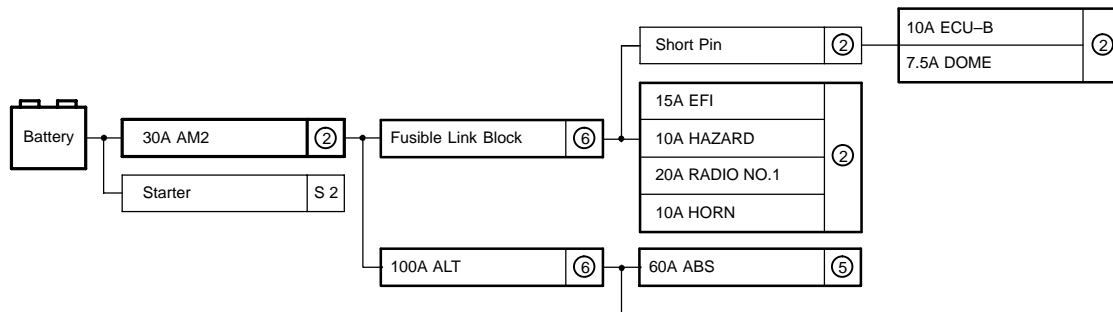 10A ECU–B
Short Pin ②
②
7.5A DOME
15A EFI
Battery
30A AM2 ②
Fusible Link Block ⑥
10A HAZARD
②
20A RADIO NO.1
Starter S 2
10A HORN
100A ALT ⑥
60A ABS ⑤